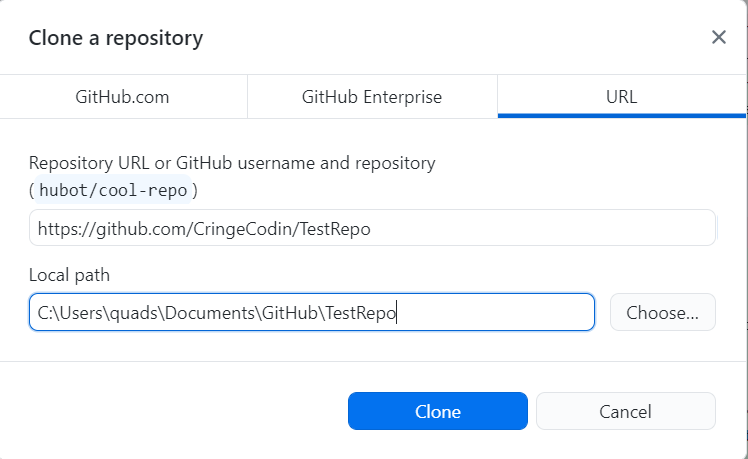 Clone a repository
GitHub.com
GitHub Enterprise
URL
Repository URL or GitHub username and repository
(hubot/cool-repo)
https://github.com/CringeCodin/TestRepo
Local path
C:\Users\quads\Documents\GitHub\TestRepo
Choose...
Clone
Cancel